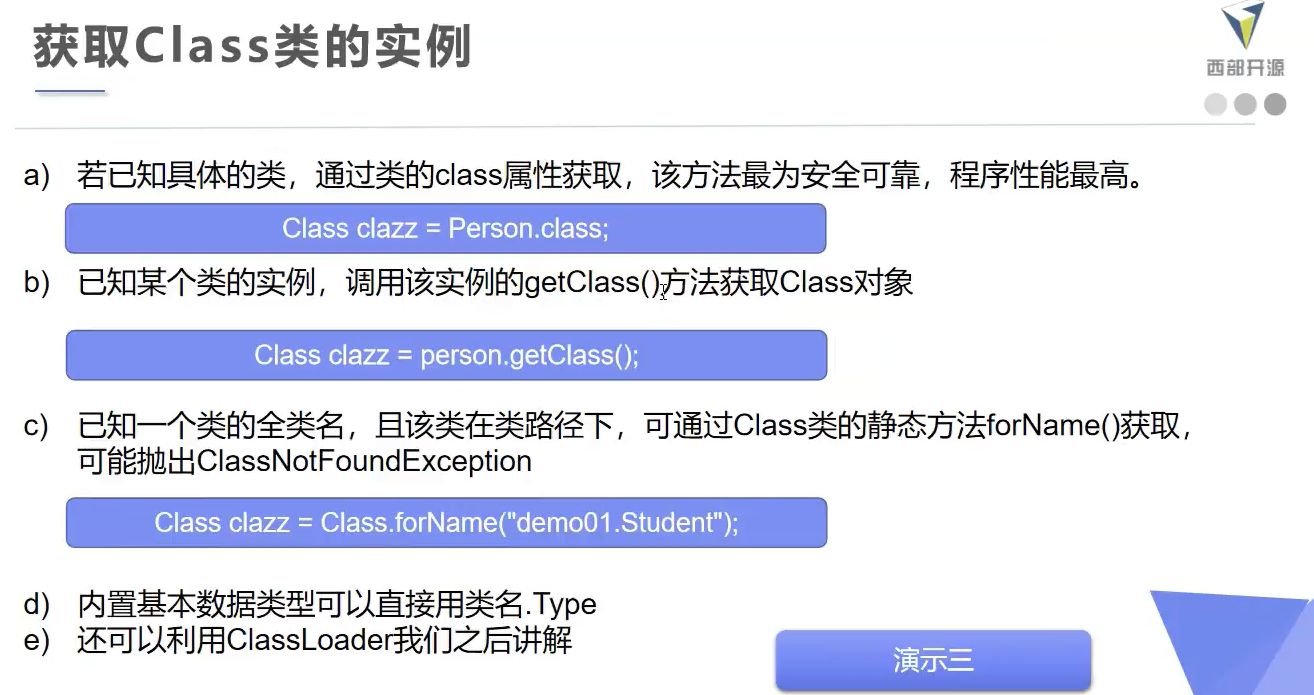 获取Class类的实例
西部开源
a) 若已知具体的类，通过类的class属性获取，该方法最为安全可靠，程序性能最高。
Class clazz = Person.class;
b) 已知某个类的实例，调用该实例的getClass()方法获取Class对象
Class clazz = person.getClass();
c) 已知一个类的全类名，且该类在类路径下，可通过Class类的静态方法forName()获取，
可能抛出ClassNotFoundException
Class clazz = Class.forName("demo01.Student");
d) 内置基本数据类型可以直接用类名.Type
e) 还可以利用ClassLoader我们之后讲解
演示三